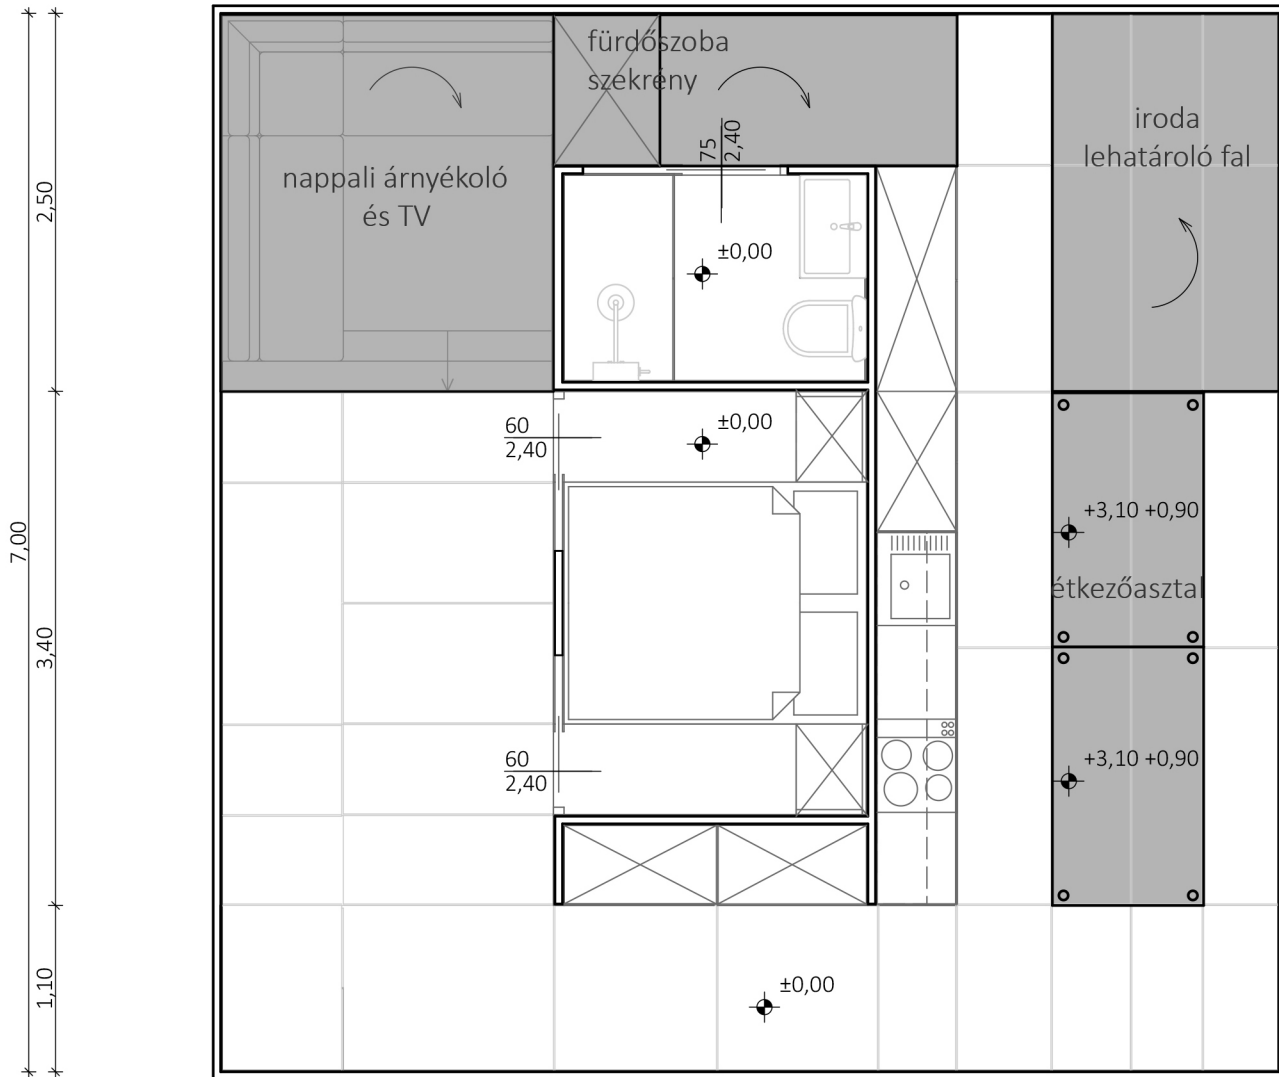 fürdőszoba
szekrény
iroda
lehatároló fal
nappali árnyékoló
és TV
75
2,40
2,50
±0,00
±0,00
60
2,40
+3,10 +0,90
7,00
étkezőasztal
3,40
60
2,40
+3,10 +0,90
±0,00
1,10